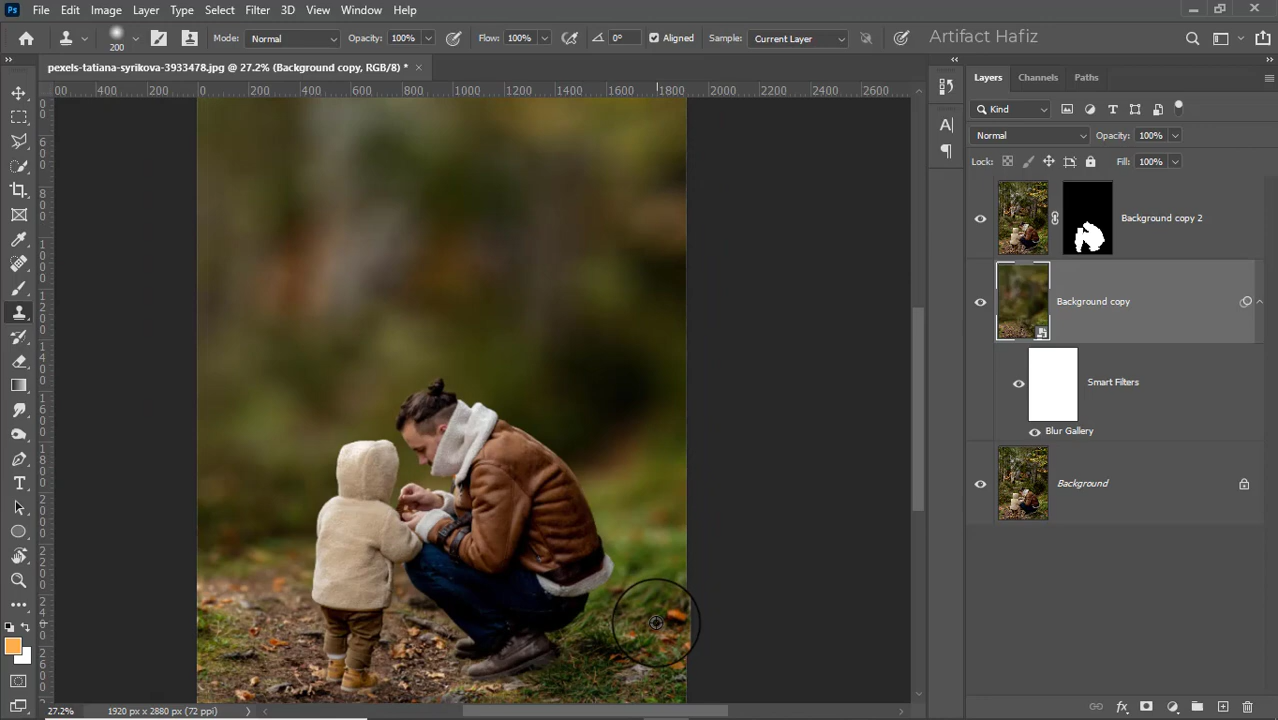 Ps File Edit Image Layer Type Select Filter 3D View Window Help
200 Mode: Normal Opacity: 100% Flow: 100% 0° Aligned Sample: Current Layer Artifact Hafiz
pexels-tatiana-syrikova-3933478.jpg @ 27.2% (Background copy, RGB/8) * ×
00 400 200 0 200 400 600 800 1000 1200 1400 1600 1800 2000 2200 2400 2600
Layers Channels Paths
Kind
Normal Opacity: 100%
Lock: Fill: 100%
Background copy 2
Background copy
Smart Filters
Blur Gallery
Background
27.2% 1920 px x 2880 px (72 ppi)